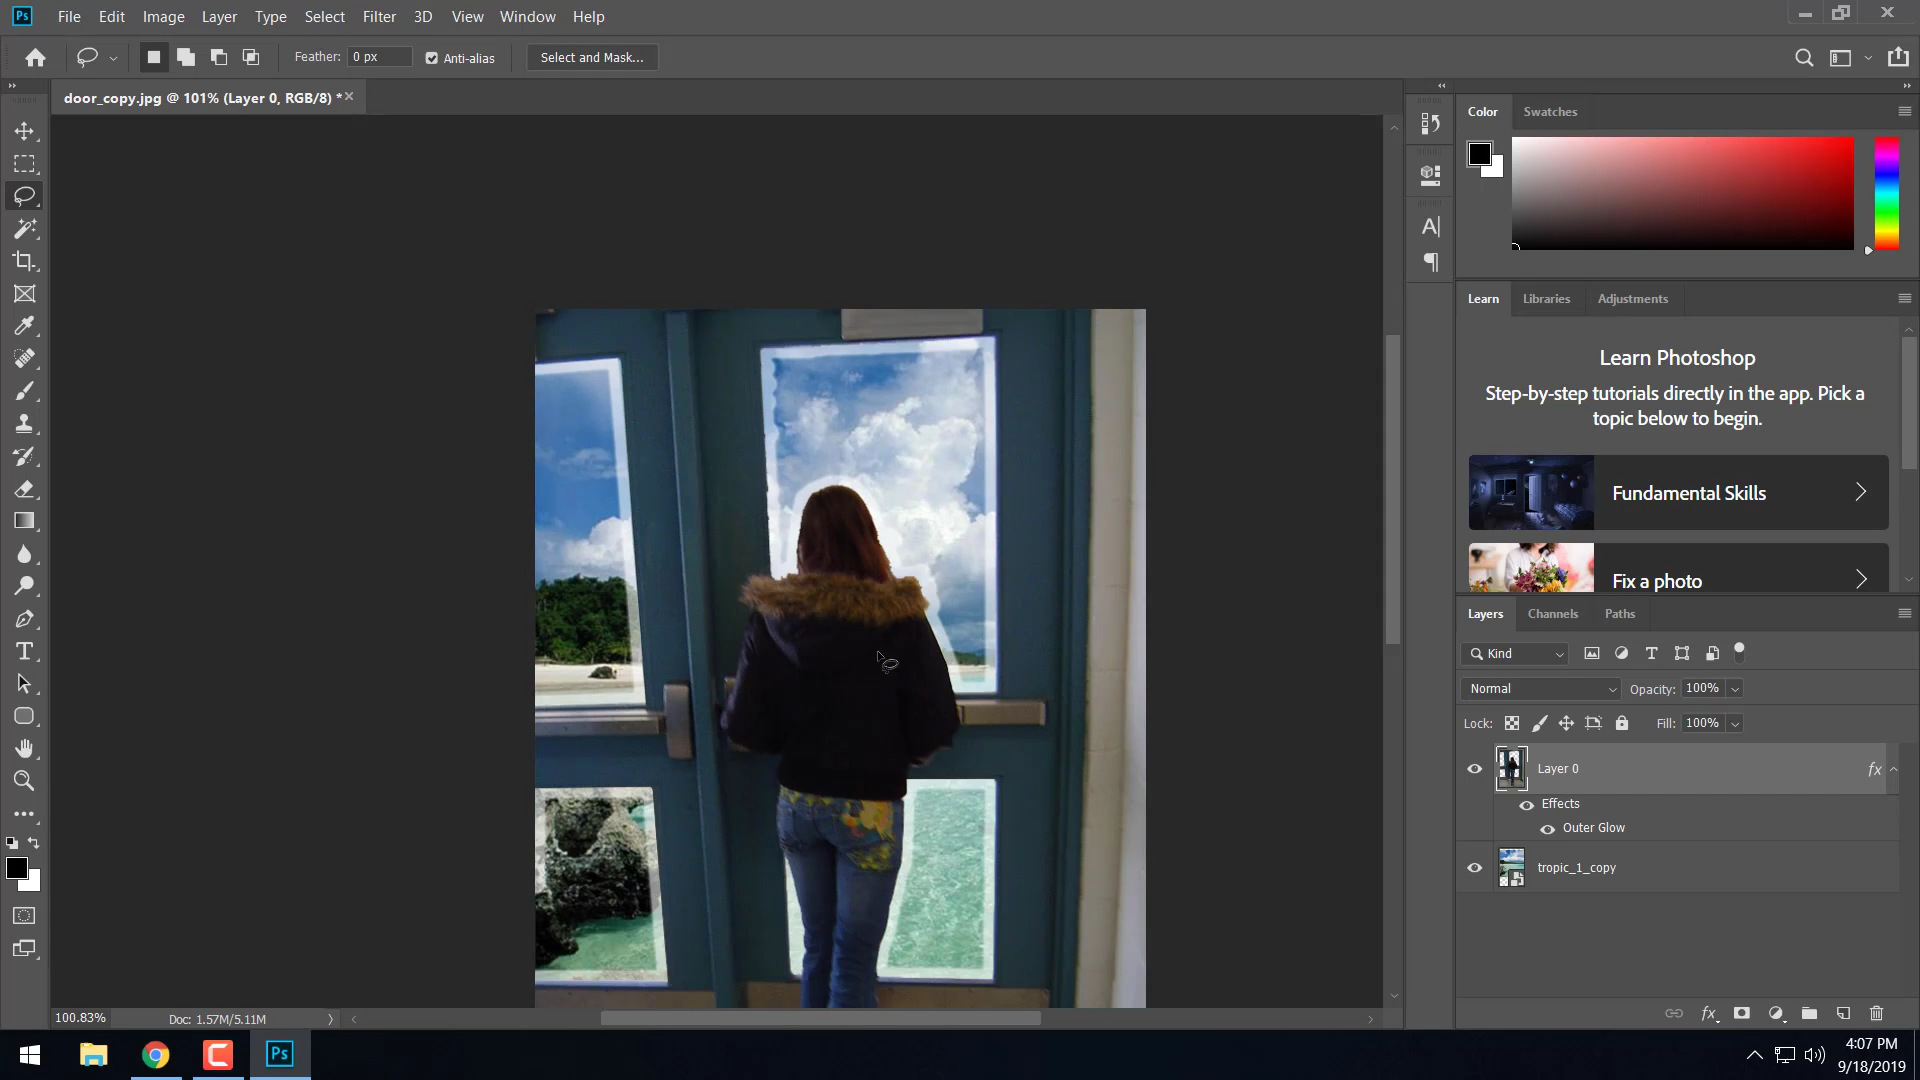 Ps File Edit Image Layer Type Select Filter 3D View Window Help
Feather: 0 px Anti-alias Select and Mask...
door_copy.jpg @ 101% (Layer 0, RGB/8) *
Color Swatches
Learn Libraries Adjustments
Learn Photoshop
Step-by-step tutorials directly in the app. Pick a
topic below to begin.
Fundamental Skills
Fix a photo
Layers Channels Paths
Kind
Normal Opacity: 100%
Lock: Fill: 100%
Layer 0 fx
Effects
Outer Glow
tropic_1_copy
fx
100.83% Doc: 1.57M/5.11M
Ps
4:07 PM
9/18/2019